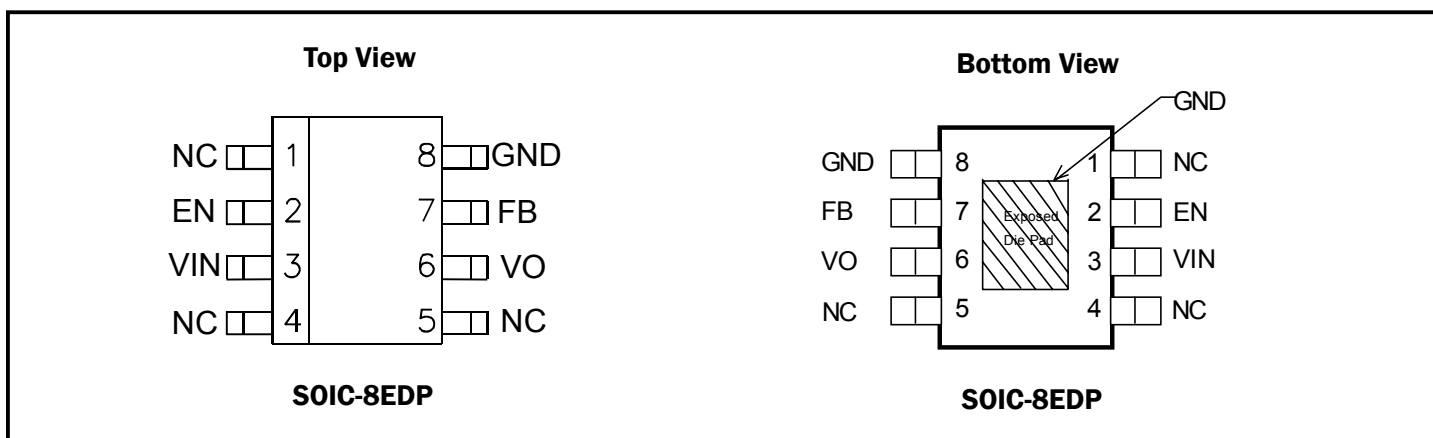 Top View
NC 1 8 GND
EN 2 7 FB
VIN 3 6 VO
NC 4 5 NC
SOIC-8EDP
Bottom View
GND
GND 8 1 NC
FB 7 2 EN
Exposed
Die Pad
VO 6 3 VIN
NC 5 4 NC
SOIC-8EDP